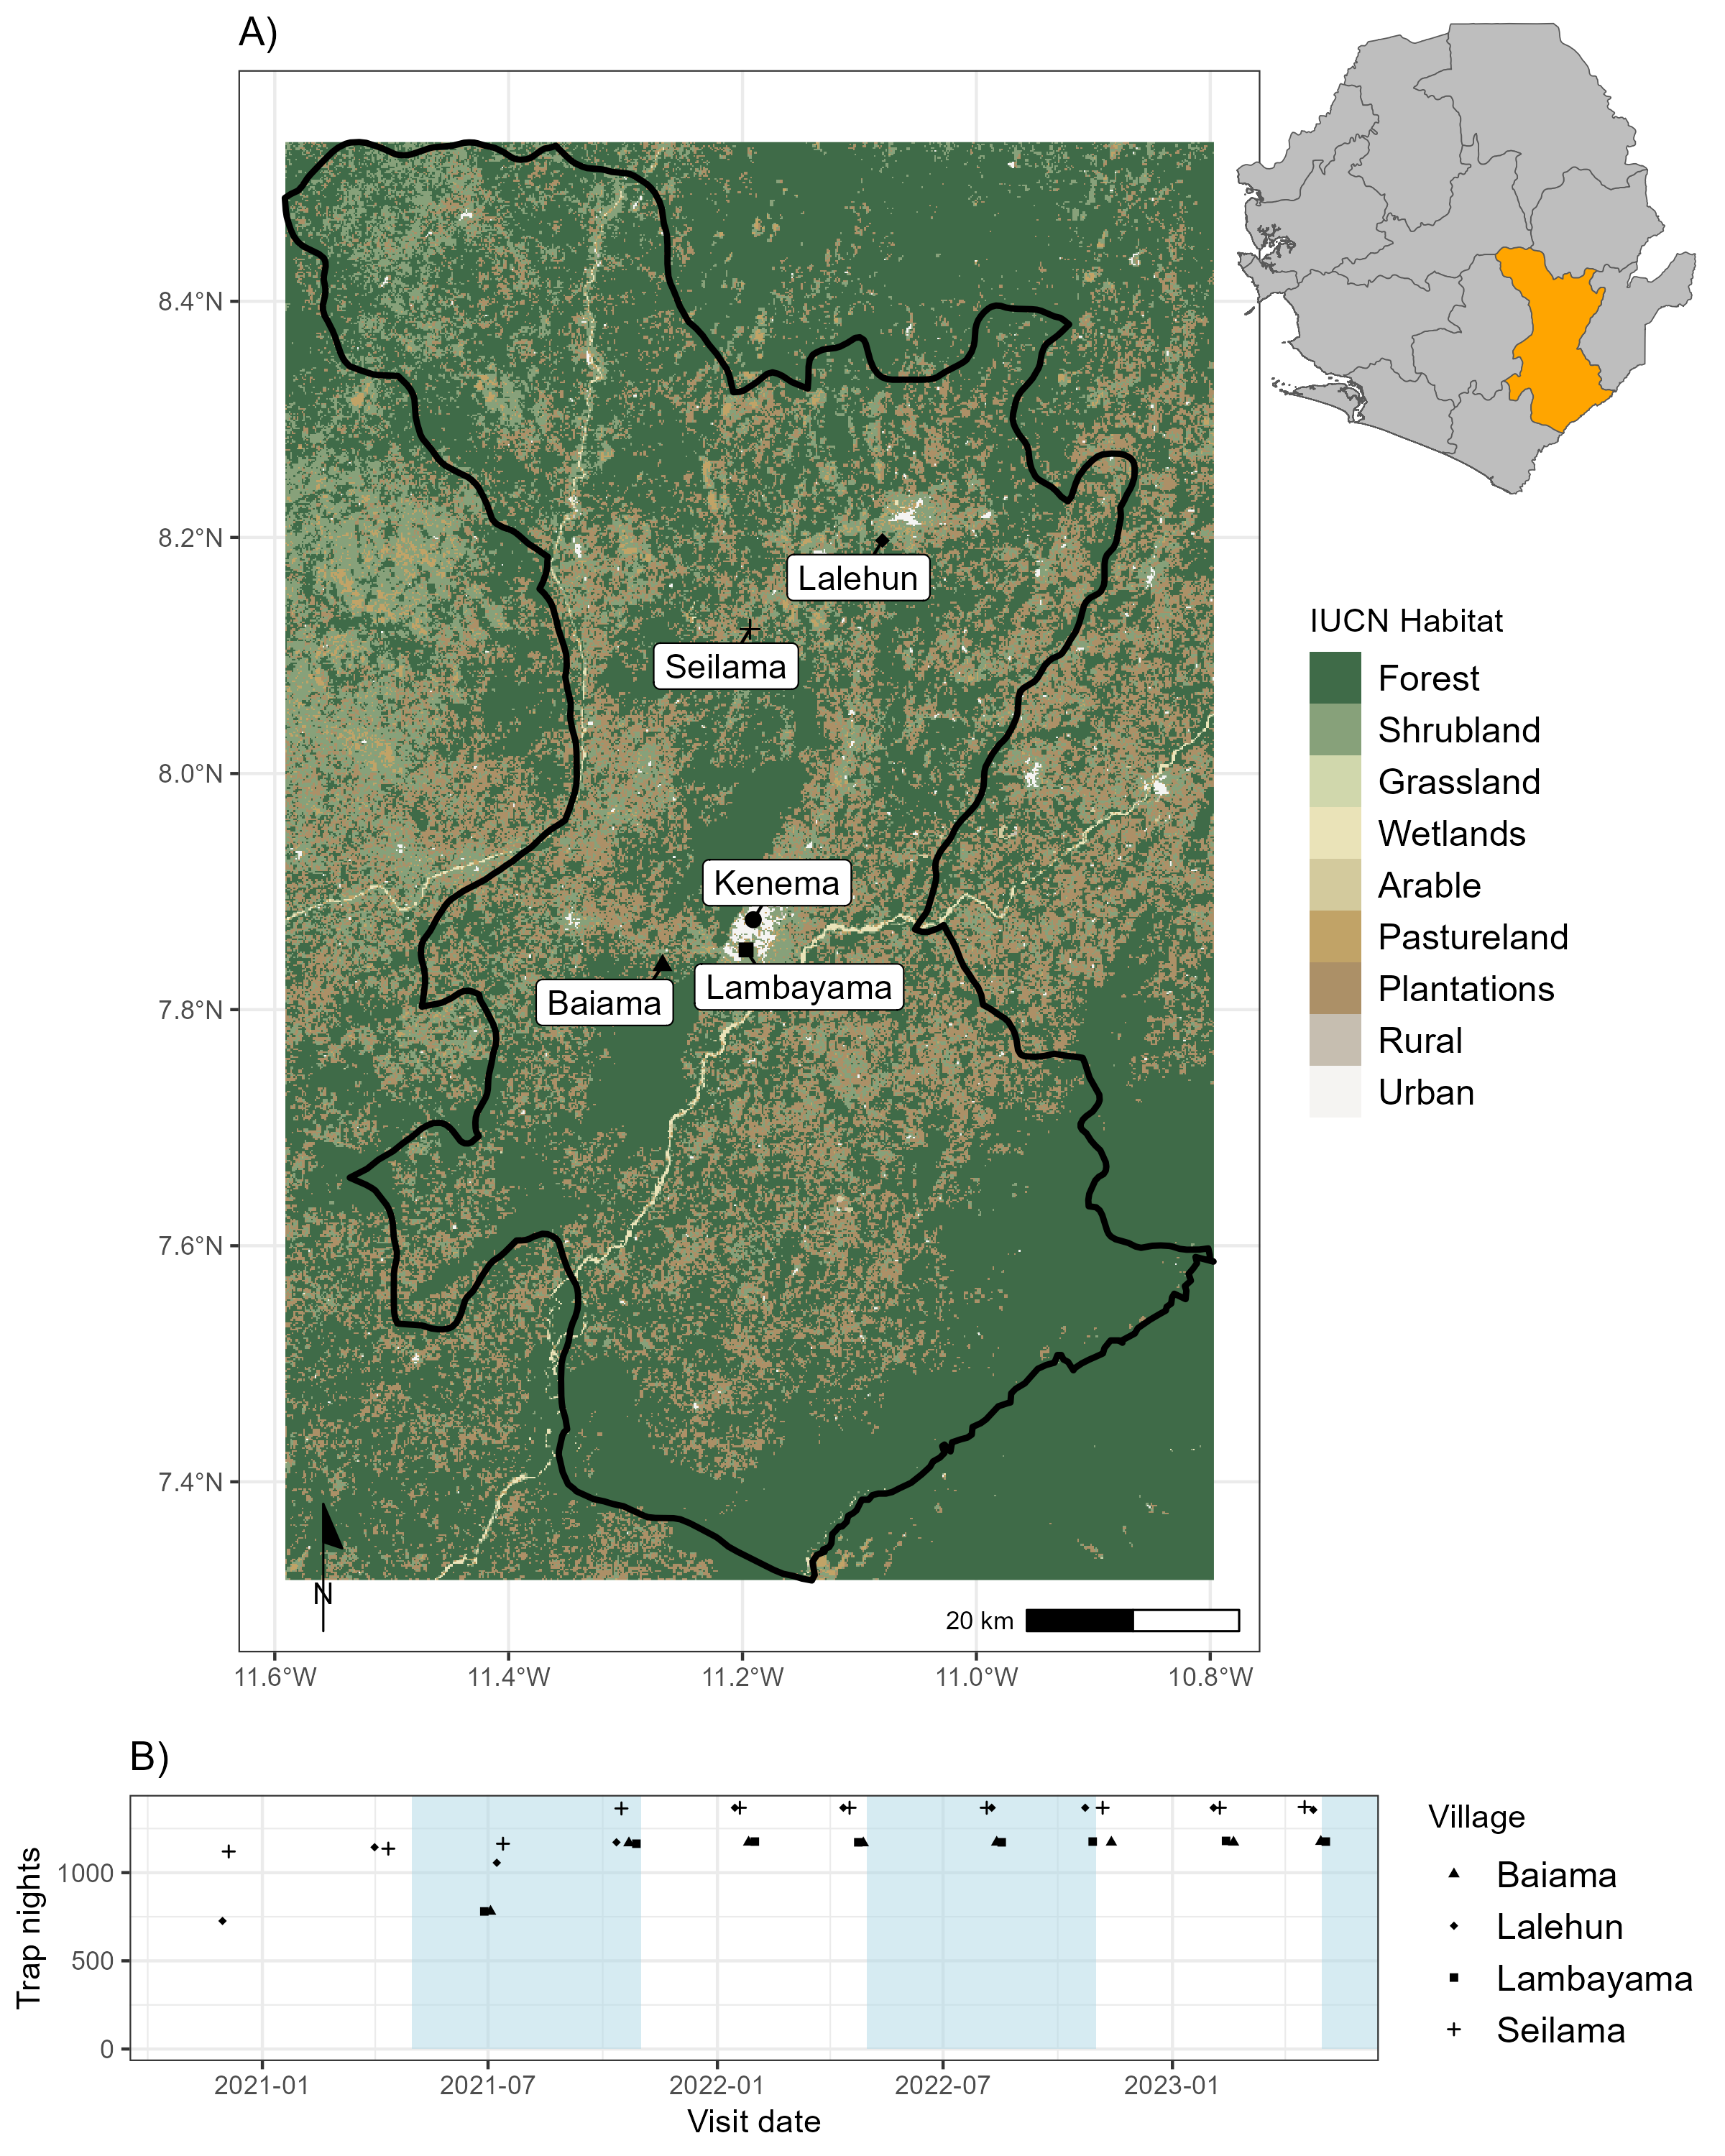 A)
8.4°N
8.2°N
8.0°N
7.8°N
7.6°N
7.4°N
Lalehun
Seilama
Kenema
Lambayama
Baiama
N
20 km
11.6°W
11.4°W
11.2°W
11.0°W
10.8°W
IUCN Habitat
Forest
Shrubland
Grassland
Wetlands
Arable
Pastureland
Plantations
Rural
Urban
B)
Trap nights
1000
500
0
2021-01
2021-07
2022-01
2022-07
2023-01
Visit date
Village
Baiama
Lalehun
Lambayama
Seilama